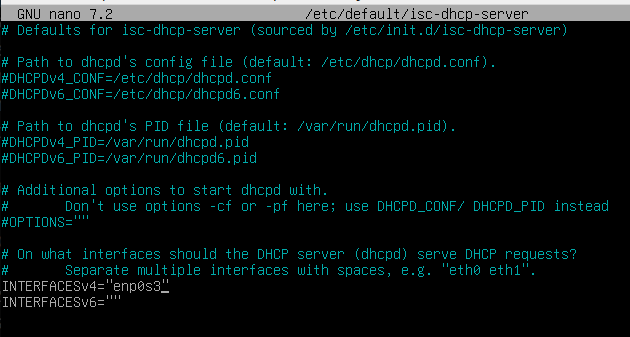 GNU nano 7.2 /etc/default/isc-dhcp-server
# Defaults for isc-dhcp-server (sourced by /etc/init.d/isc-dhcp-server)
# Path to dhcpd's config file (default: /etc/dhcp/dhcpd.conf).
#DHCPDv4_CONF=/etc/dhcp/dhcpd.conf
#DHCPDv6_CONF=/etc/dhcp/dhcpd6.conf
# Path to dhcpd's PID file (default: /var/run/dhcpd.pid).
#DHCPDv4_PID=/var/run/dhcpd.pid
#DHCPDv6_PID=/var/run/dhcpd6.pid
# Additional options to start dhcpd with.
#       Don't use options -cf or -pf here; use DHCPD_CONF/ DHCPD_PID instead
#OPTIONS=""
# On what interfaces should the DHCP server (dhcpd) serve DHCP requests?
#       Separate multiple interfaces with spaces, e.g. "eth0 eth1".
INTERFACESv4="enp0s3"
INTERFACESv6=""